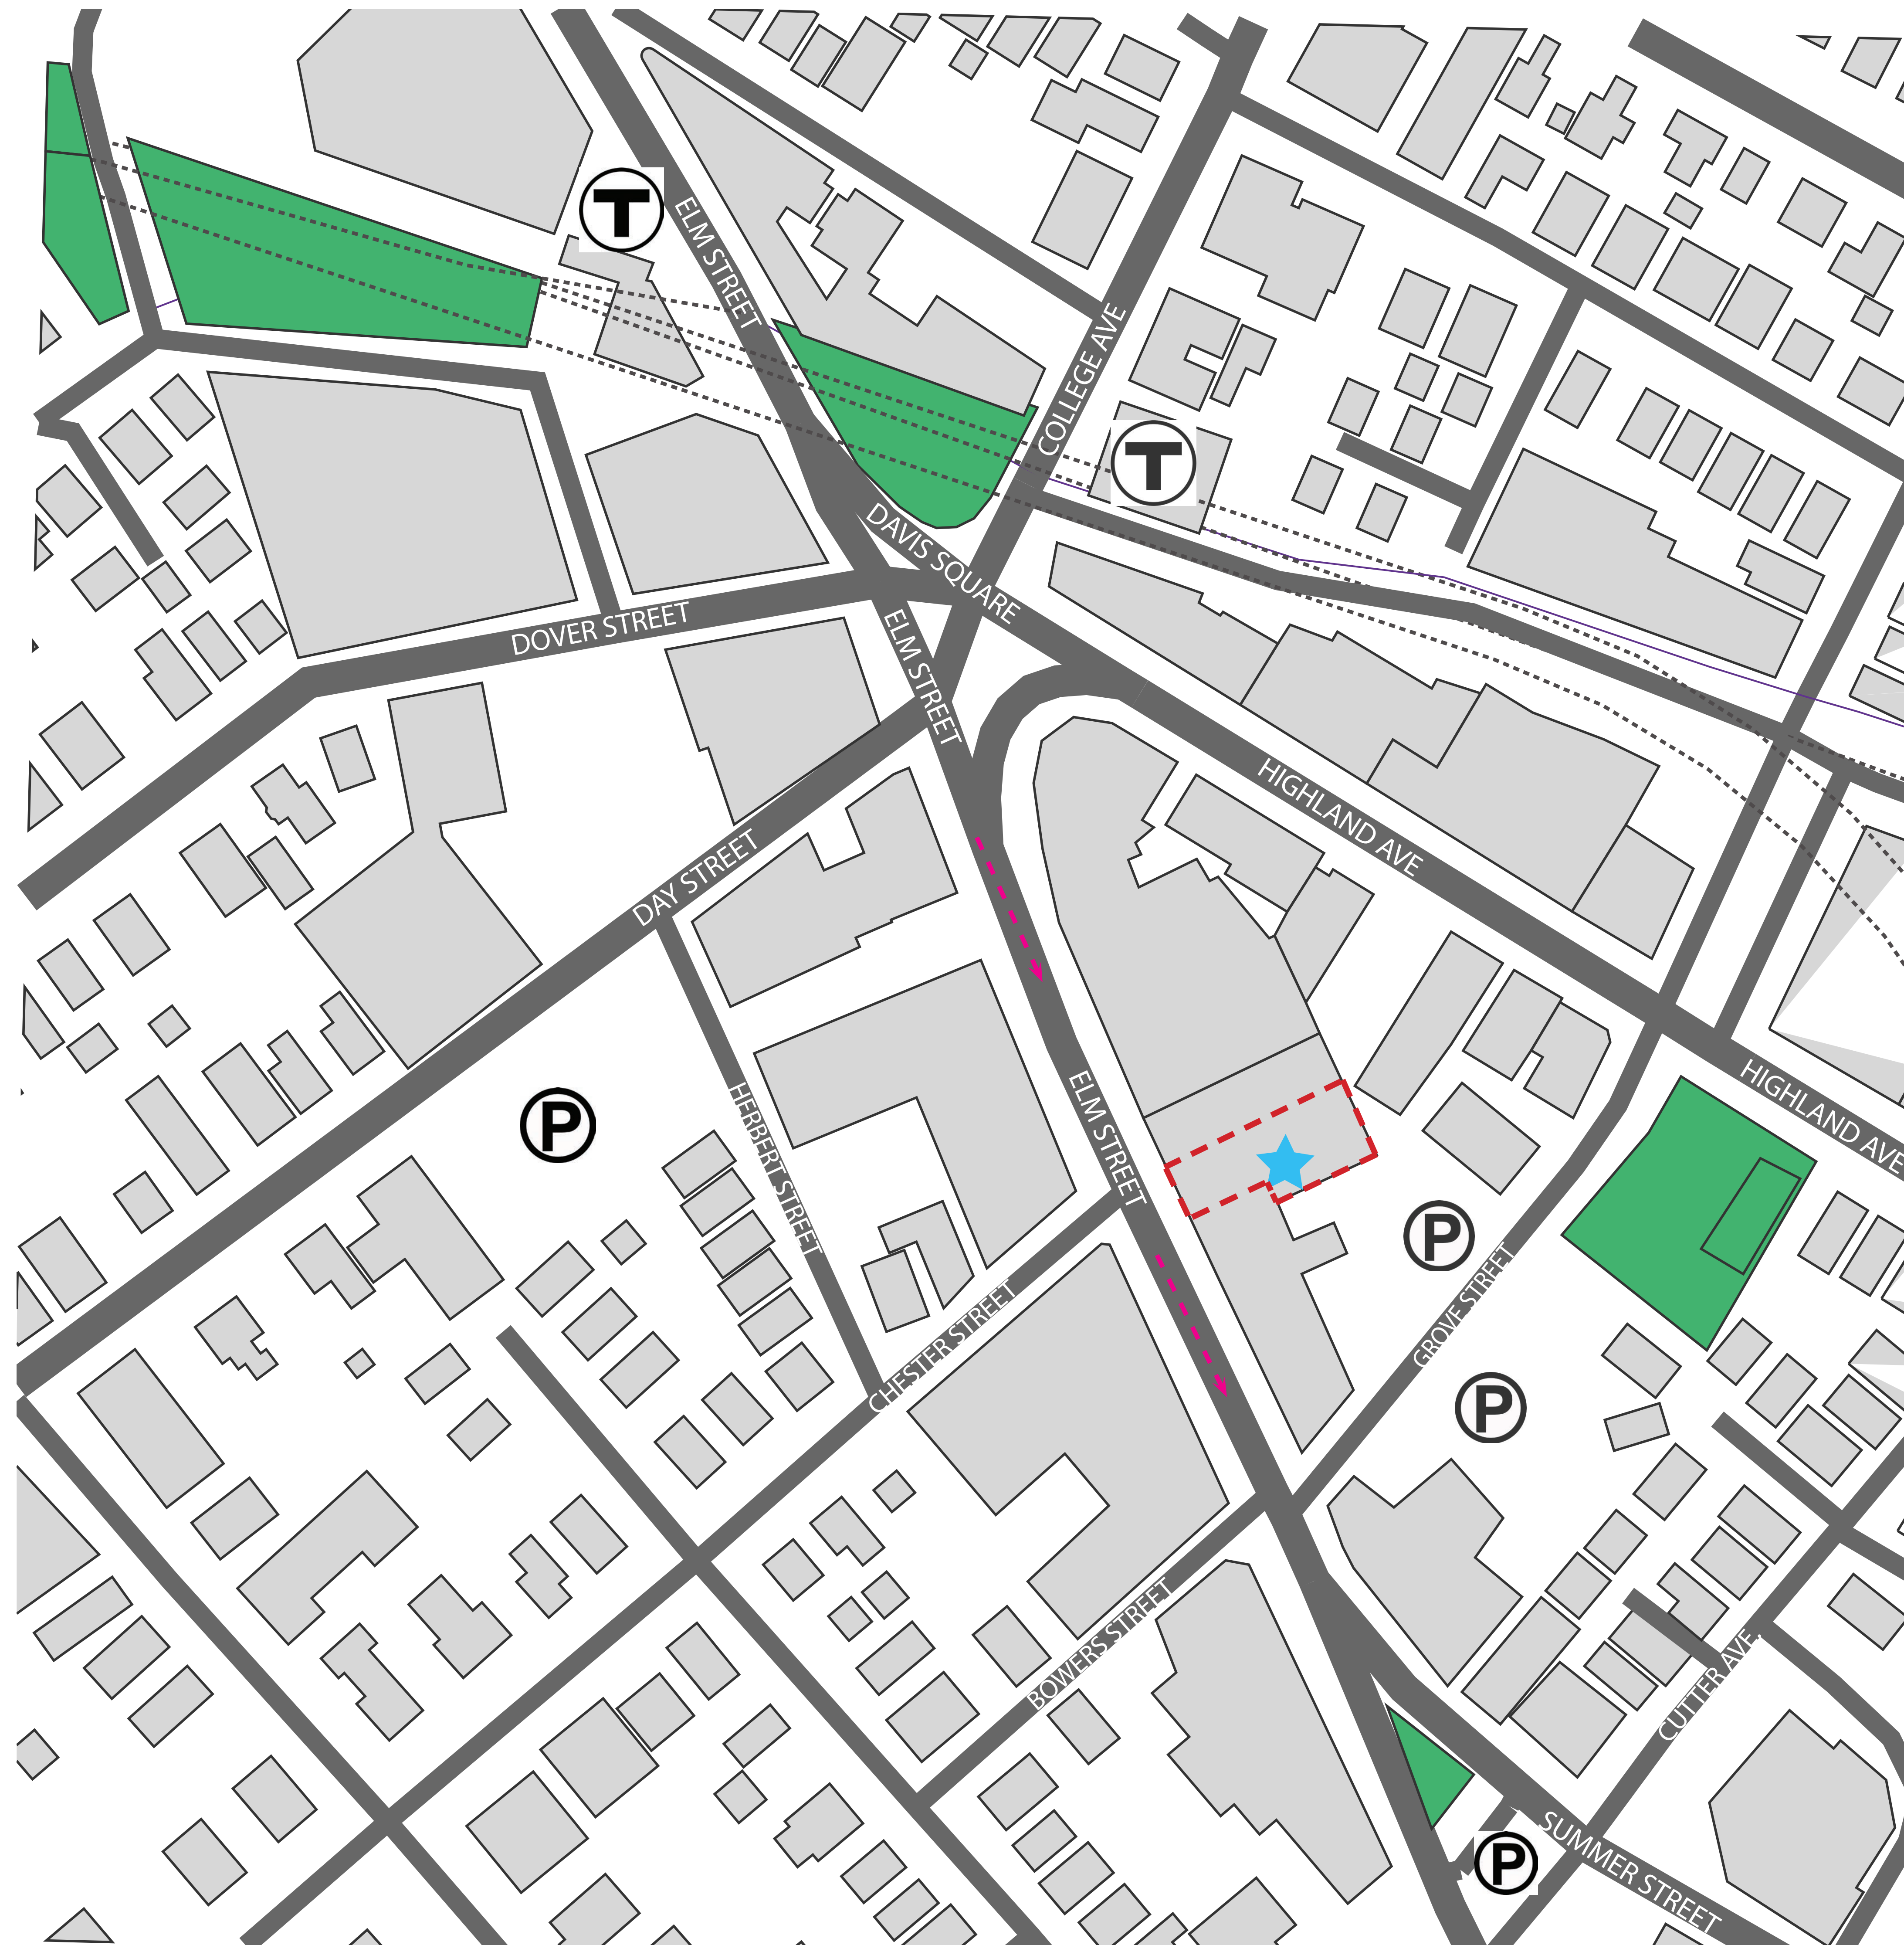 T
ELM STREET
COLLEGE AVE
T
DAVIS SQUARE
DOVER STREET
ELM STREET
HIGHLAND AVE
DAY STREET
HIGHLAND AVE
ELM STREET
HERBERT STREET
P
P
GROVE STREET
CHESTER STREET
P
BOWERS STREET
CUTTER AVE.
SUMMER STREET
P